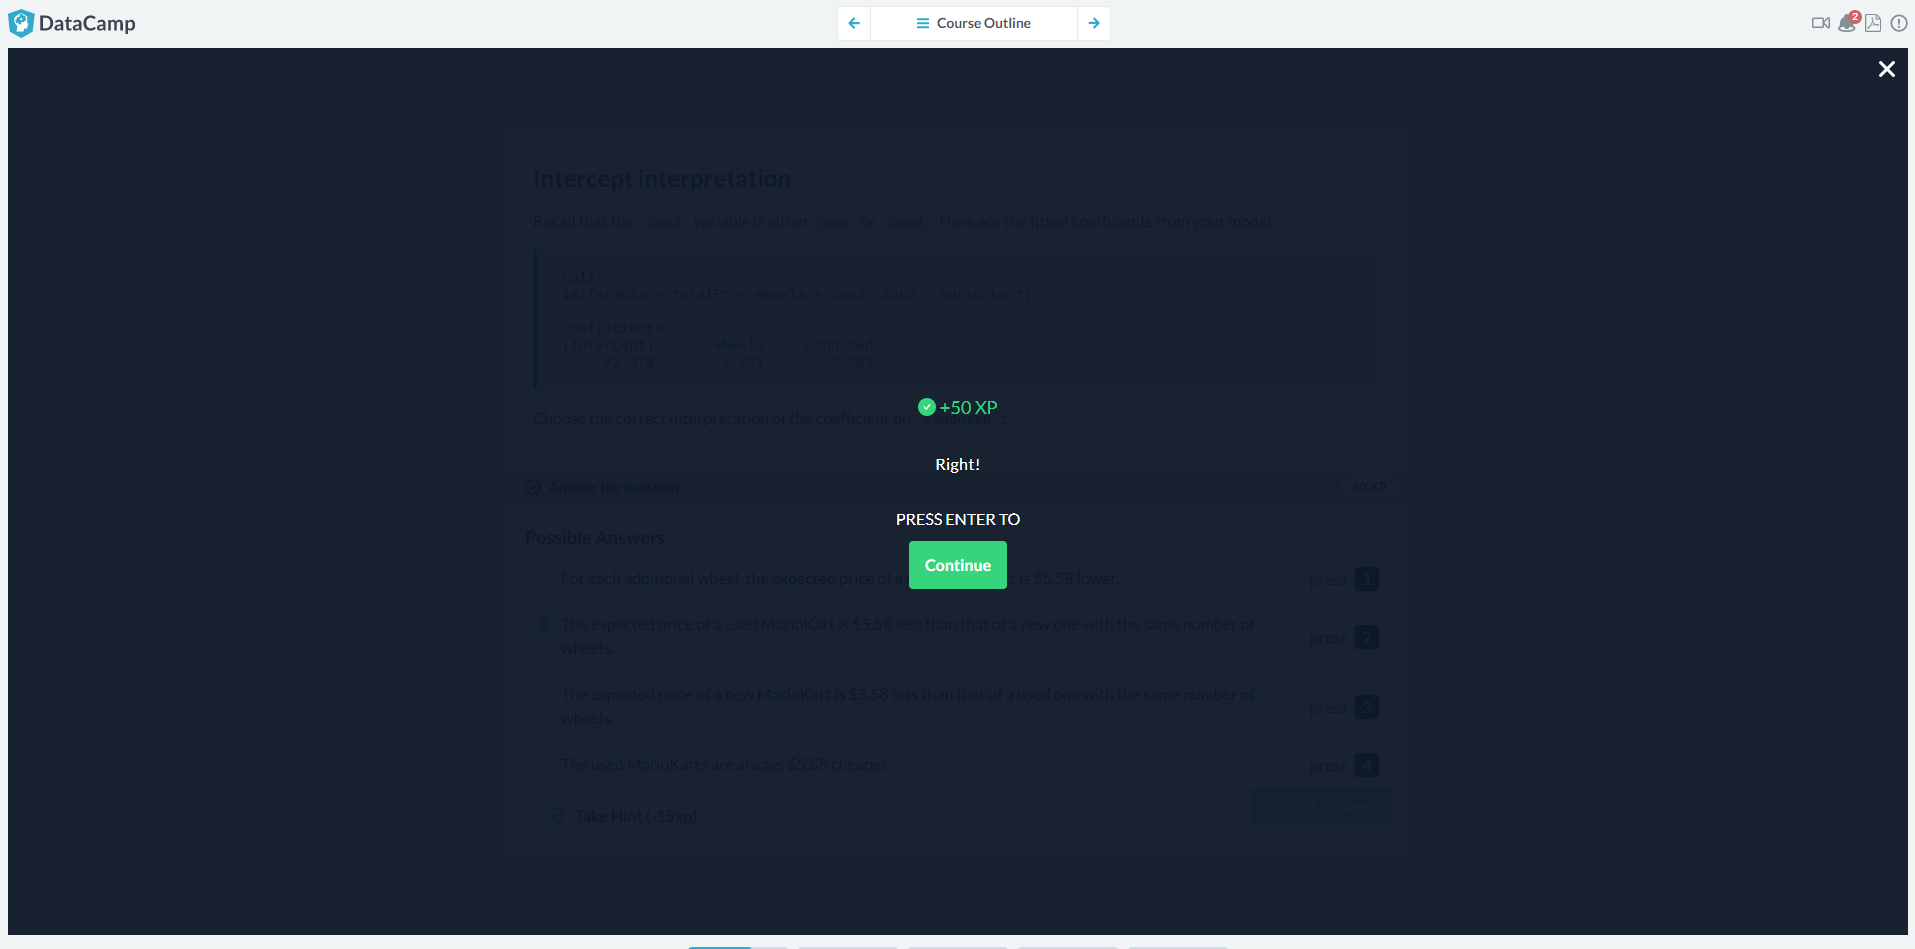 DataCamp
Course Outline
2
Intercept interpretation
Recall that the cond variable is either new or used . Here are the fitted coefficients from your model:
Call:
lm(formula = totalPr ~ wheels + cond, data = mario_kart)
Coefficients:
(Intercept) wheels condused
42.370 7.233 -5.585
+50 XP
Choose the correct interpretation of the coefficient on condused :
Right!
Answer the question
50 XP
PRESS ENTER TO
Possible Answers
Continue
For each additional wheel, the expected price of a t is $5.58 lower.
press 1
The expected price of a used MarioKart is $5.58 less than that of a new one with the same number of
wheels.
press 2
The expected price of a new MarioKart is $5.58 less than that of a used one with the same number of
wheels.
press 3
The used MarioKarts are always $5.58 cheaper.
press 4
Take Hint (-15xp)
Submit Answer